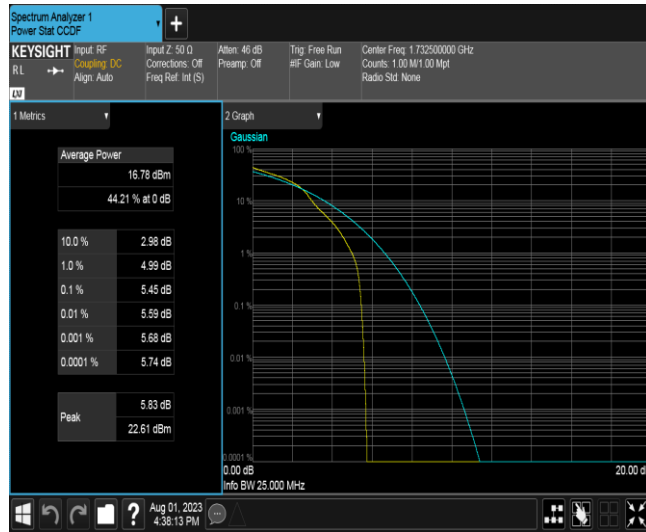 Spectrum Analyzer 1
Power Stat CCDF
+
KEYSIGHT
RL
LXI
Input: RF
Coupling: DC
Align: Auto
Input Z: 50 Ω
Corrections: Off
Freq Ref: Int (S)
Atten: 46 dB
Preamp: Off
Trig: Free Run
#IF Gain: Low
Center Freq: 1.732500000 GHz
Counts: 1.00 M/1.00 Mpt
Radio Std: None
1 Metrics
Average Power
16.78 dBm
44.21 % at 0 dB
10.0 % 2.98 dB
1.0 % 4.99 dB
0.1 % 5.45 dB
0.01 % 5.59 dB
0.001 % 5.68 dB
0.0001 % 5.74 dB
Peak
5.83 dB
22.61 dBm
2 Graph
Gaussian
100 %
10 %
1 %
0.1 %
0.01 %
0.001 %
0.0001 %
0.00 dB 20.00 d
Info BW 25.000 MHz
?
Aug 01, 2023
4:38:13 PM